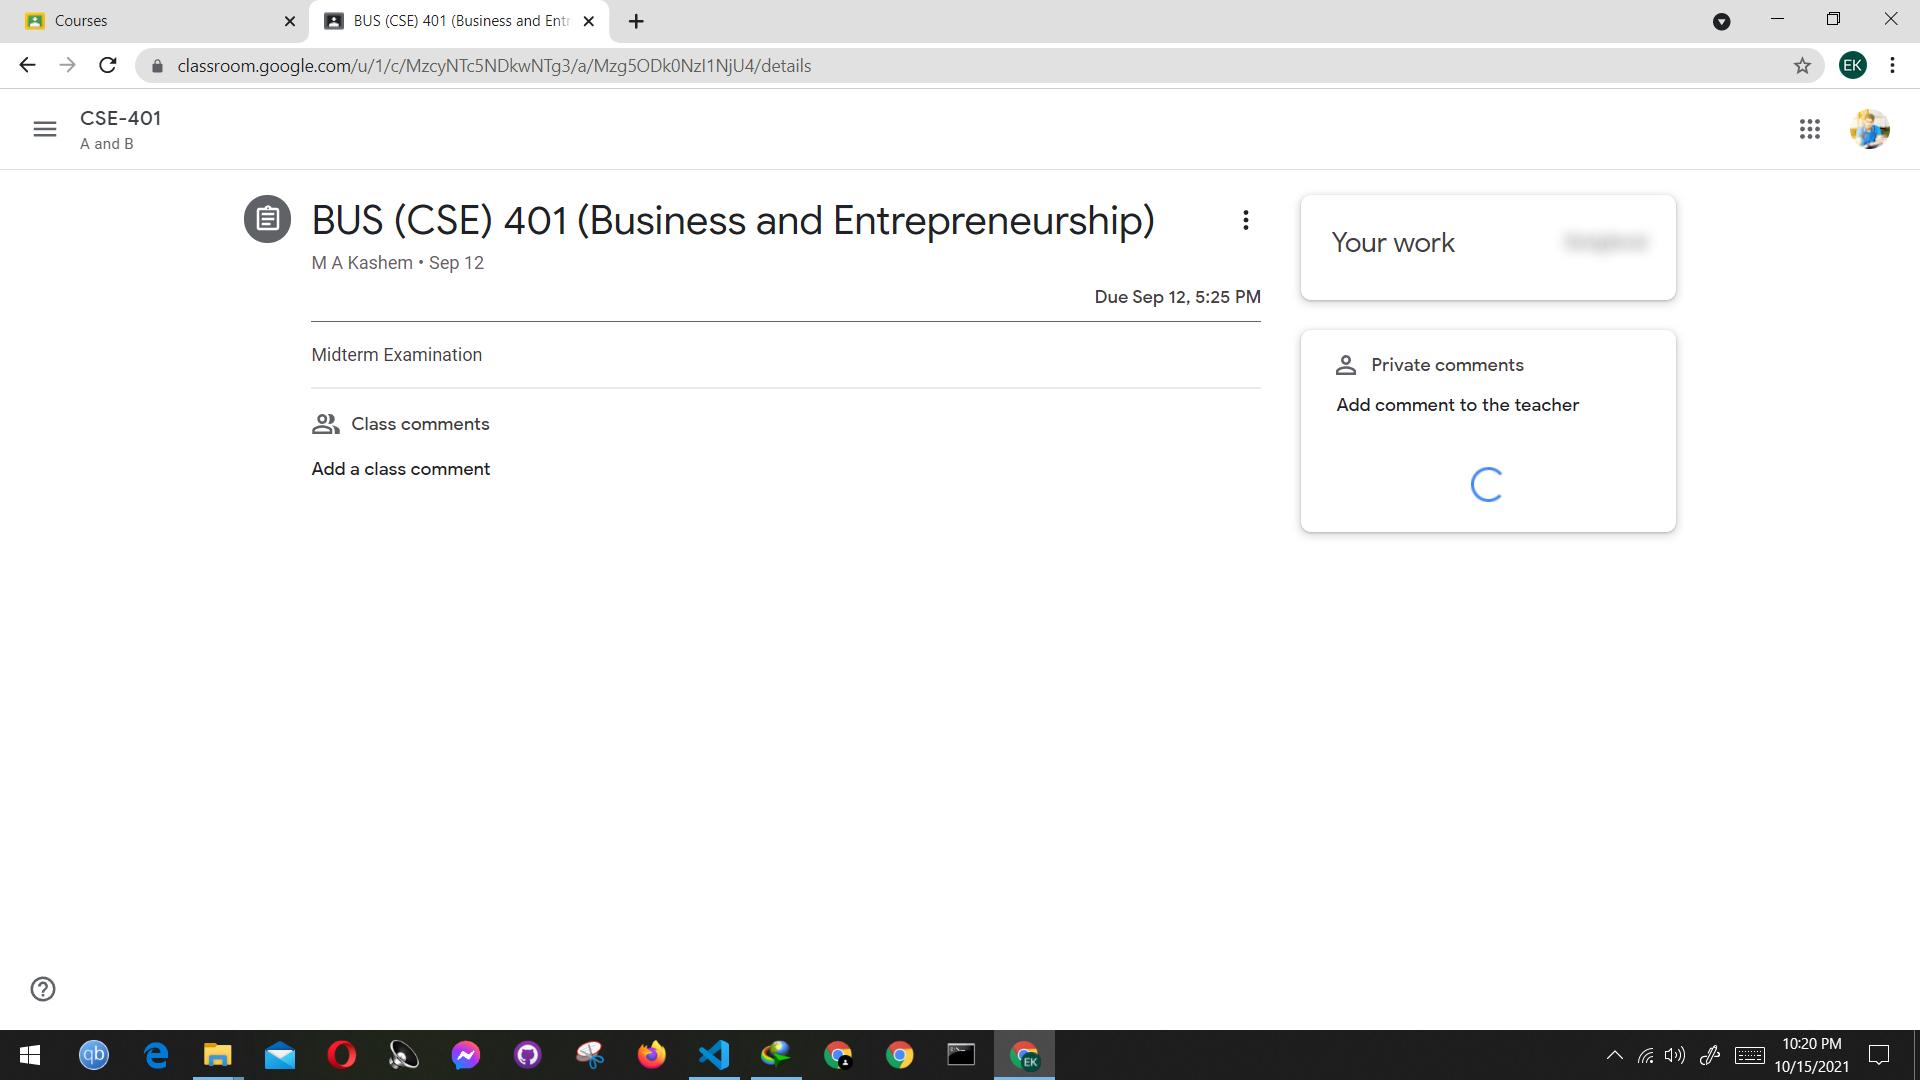 Courses
BUS (CSE) 401 (Business and Entr
classroom.google.com/u/1/c/MzcyNTc5NDkwNTg3/a/Mzg5ODk0NzI1NjU4/details
EK
CSE-401
A and B
BUS (CSE) 401 (Business and Entrepreneurship)
M A Kashem • Sep 12
Due Sep 12, 5:25 PM
Midterm Examination
Class comments
Add a class comment
Your work
Private comments
Add comment to the teacher
qb
EK
10:20 PM
10/15/2021